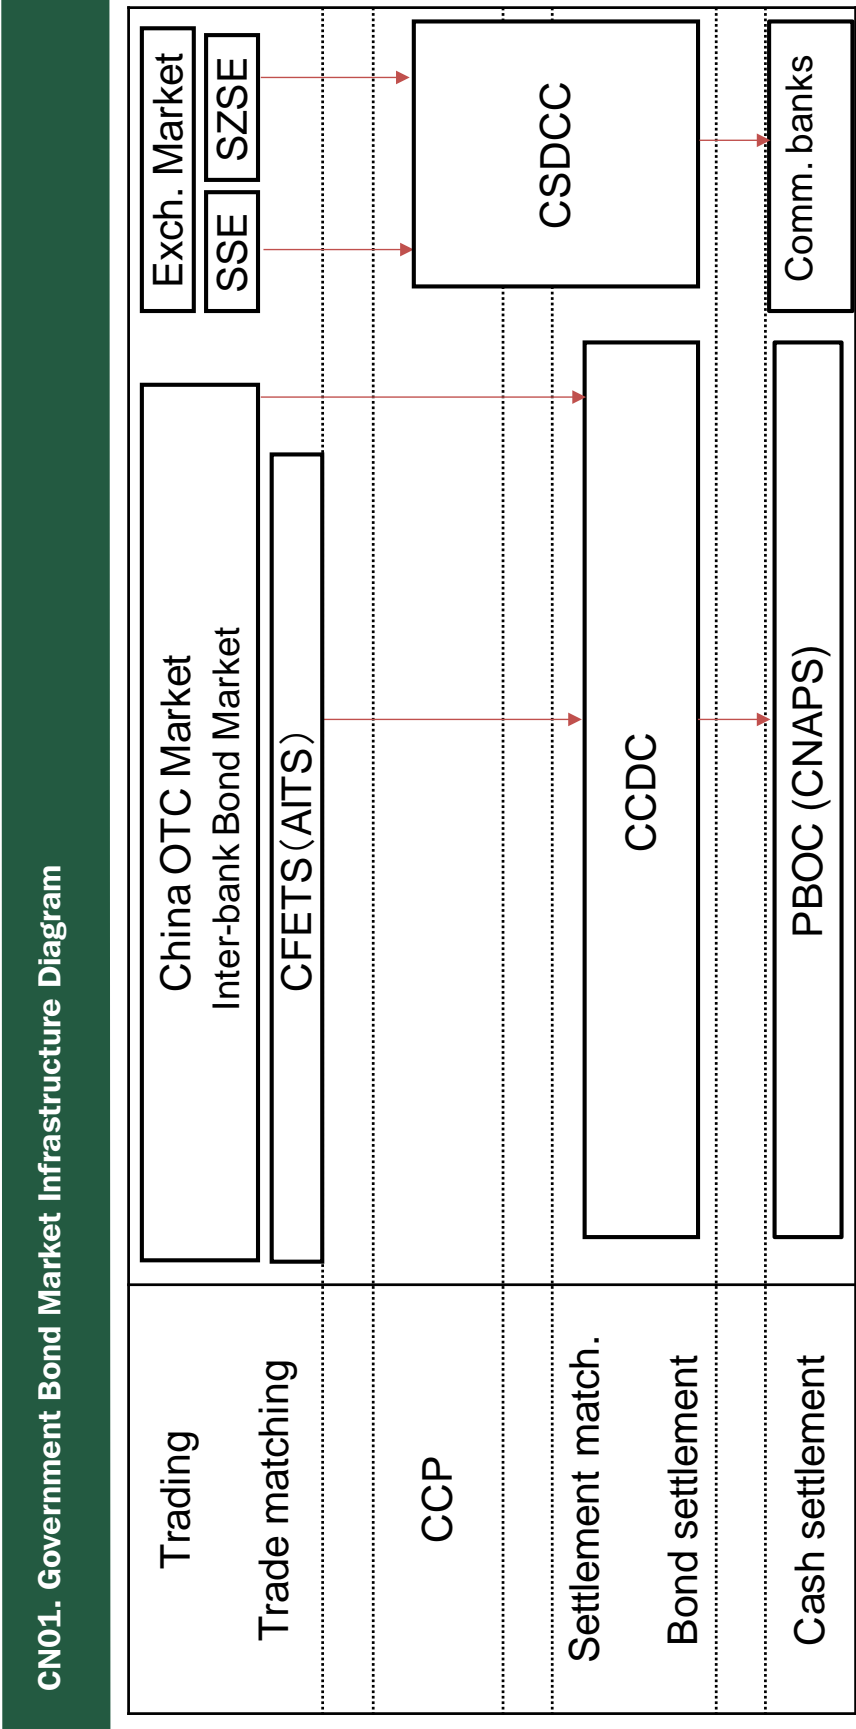 CN01. Government Bond Market Infrastructure Diagram
Trading
Trade matching
CCP
Settlement match.
Bond settlement
Cash settlement
China OTC Market
Inter-bank Bond Market
CFETS(AITS)
CCDC
PBOC (CNAPS)
Exch. Market
SSE
SZSE
CSDCC
Comm. banks